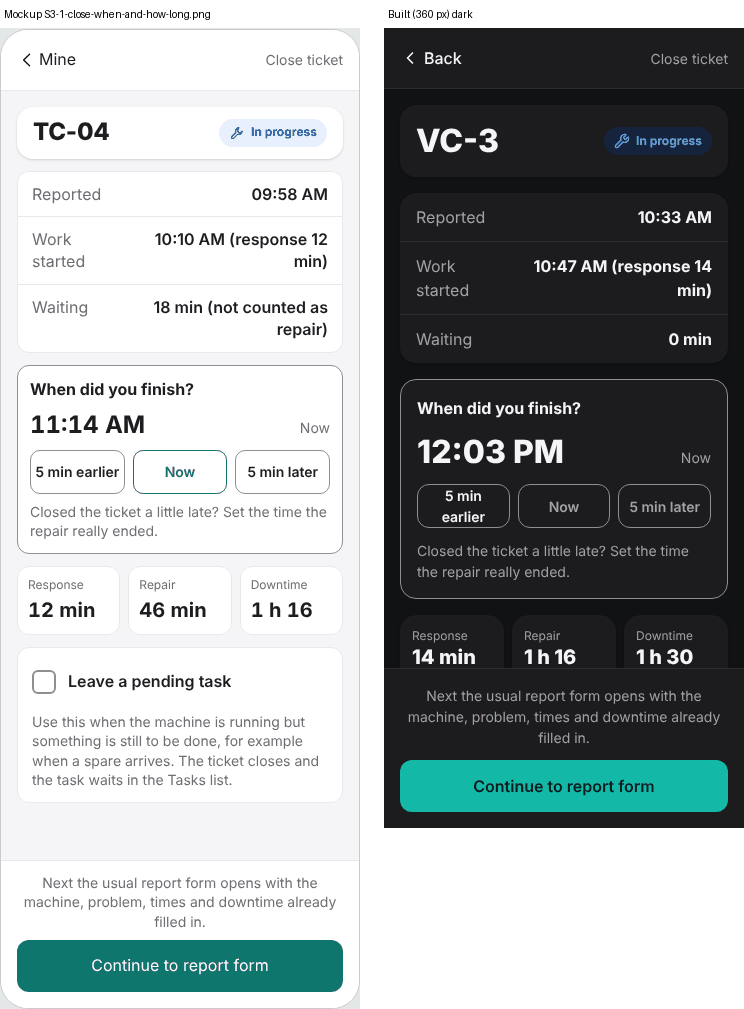 Mockup S3-1-close-when-and-how-long.png
Mine
Close ticket
TC-04
In progress
Reported
09:58 AM
Work started
10:10 AM (response 12 min)
Waiting
18 min (not counted as repair)
When did you finish?
11:14 AM
Now
5 min earlier
Now
5 min later
Closed the ticket a little late? Set the time the
repair really ended.
Response
12 min
Repair
46 min
Downtime
1 h 16
Leave a pending task
Use this when the machine is running but
something is still to be done, for example
when a spare arrives. The ticket closes and
the task waits in the Tasks list.
Next the usual report form opens with the
machine, problem, times and downtime already
filled in.
Continue to report form
Built (360 px) dark
Back
Close ticket
VC-3
In progress
Reported
10:33 AM
Work started
10:47 AM (response 14 min)
Waiting
0 min
When did you finish?
12:03 PM
Now
5 min earlier
Now
5 min later
Closed the ticket a little late? Set the time
the repair really ended.
Response
14 min
Repair
1 h 16
Downtime
1 h 30
Next the usual report form opens with the
machine, problem, times and downtime already
filled in.
Continue to report form